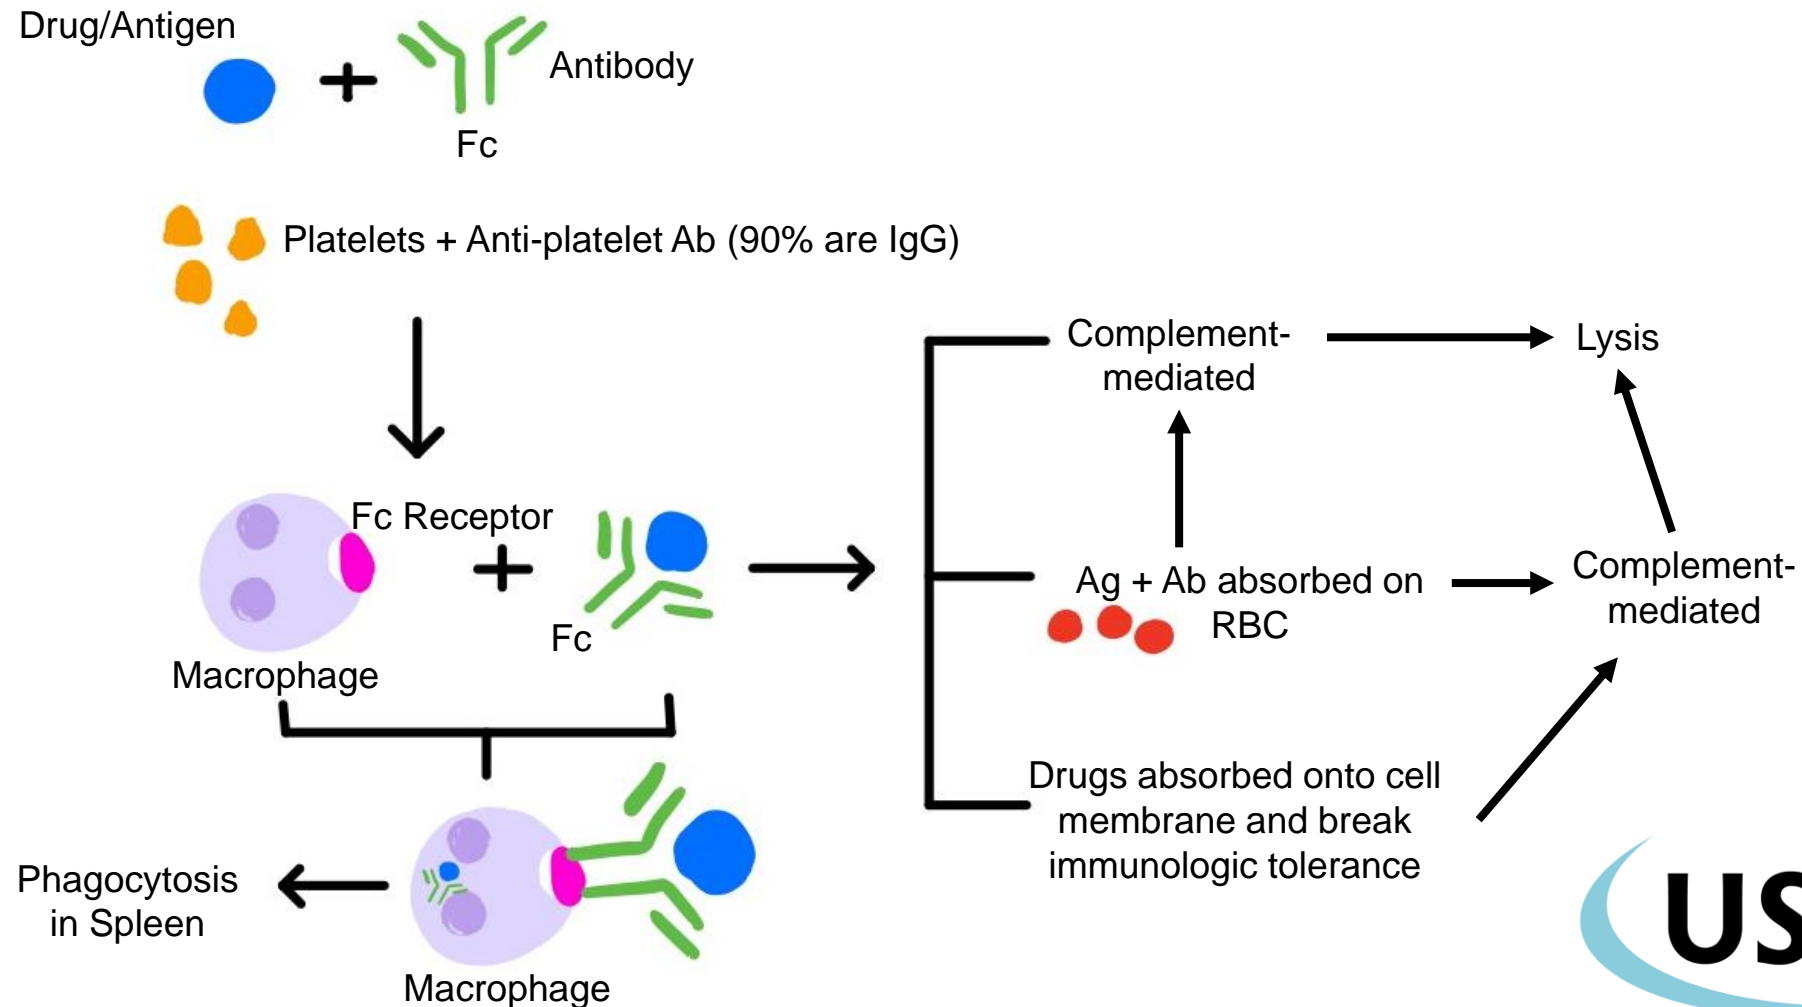 Drug/Antigen
Antibody
Fc
Platelets + Anti-platelet Ab (90% are IgG)
Fc Receptor
Fc
Macrophage
Complement-
mediated
Lysis
Ag + Ab absorbed on
RBC
Complement-
mediated
Drugs absorbed onto cell
membrane and break
immunologic tolerance
Phagocytosis
in Spleen
Macrophage